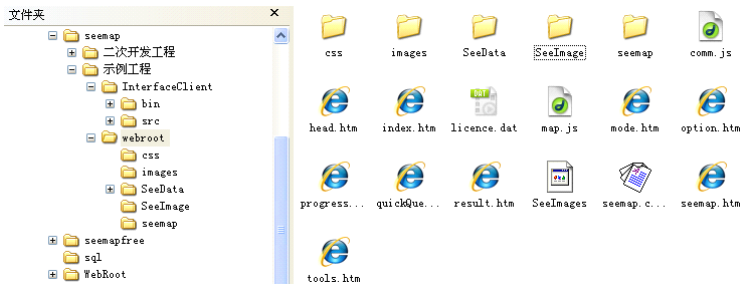 文件夹
seemap
二次开发工程
示例工程
InterfaceClient
bin
src
webroot
css
images
SeeData
SeeImage
seemap
seemapfree
sql
WebRoot
css images SeeData SeeImage seemap comm.js
head.htm index.htm licence.dat map.js mode.htm option.htm
progress... quickQue... result.htm SeeImages seemap.c... seemap.htm
tools.htm